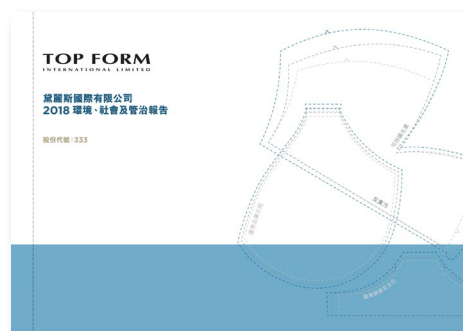 TOP FORM
INTERNATIONAL LIMITED
黛麗斯國際有限公司
2018 環境、社會及管治報告
股份代號：333